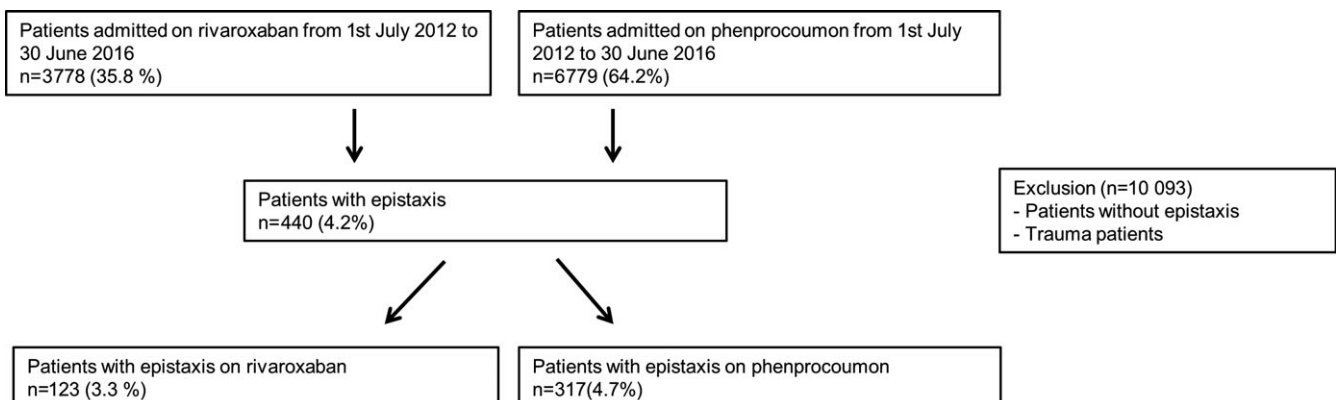 Patients admitted on rivaroxaban from 1st July 2012 to
30 June 2016
n=3778 (35.8 %)
Patients admitted on phenprocoumon from 1st July
2012 to 30 June 2016
n=6779 (64.2%)
Patients with epistaxis
n=440 (4.2%)
Exclusion (n=10 093)
- Patients without epistaxis
- Trauma patients
Patients with epistaxis on rivaroxaban
n=123 (3.3 %)
Patients with epistaxis on phenprocoumon
n=317(4.7%)